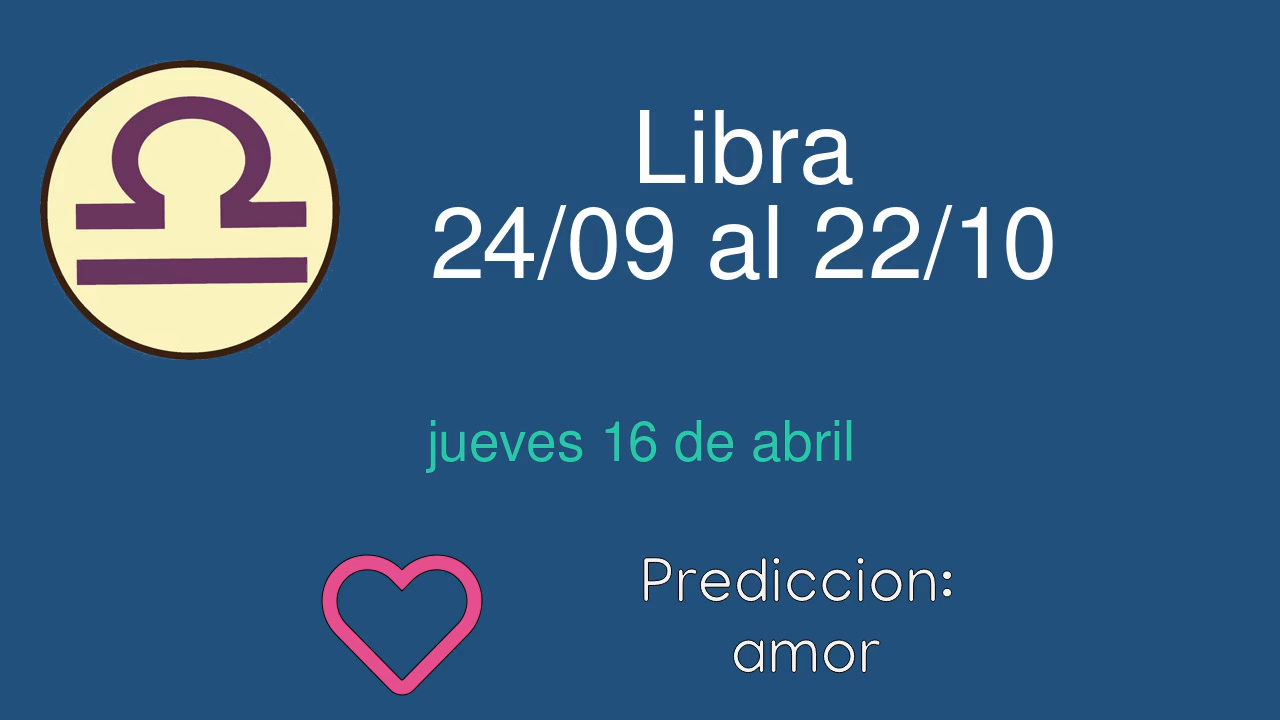 Libra
24/09 al 22/10
jueves 16 de abril
Prediccion:
amor